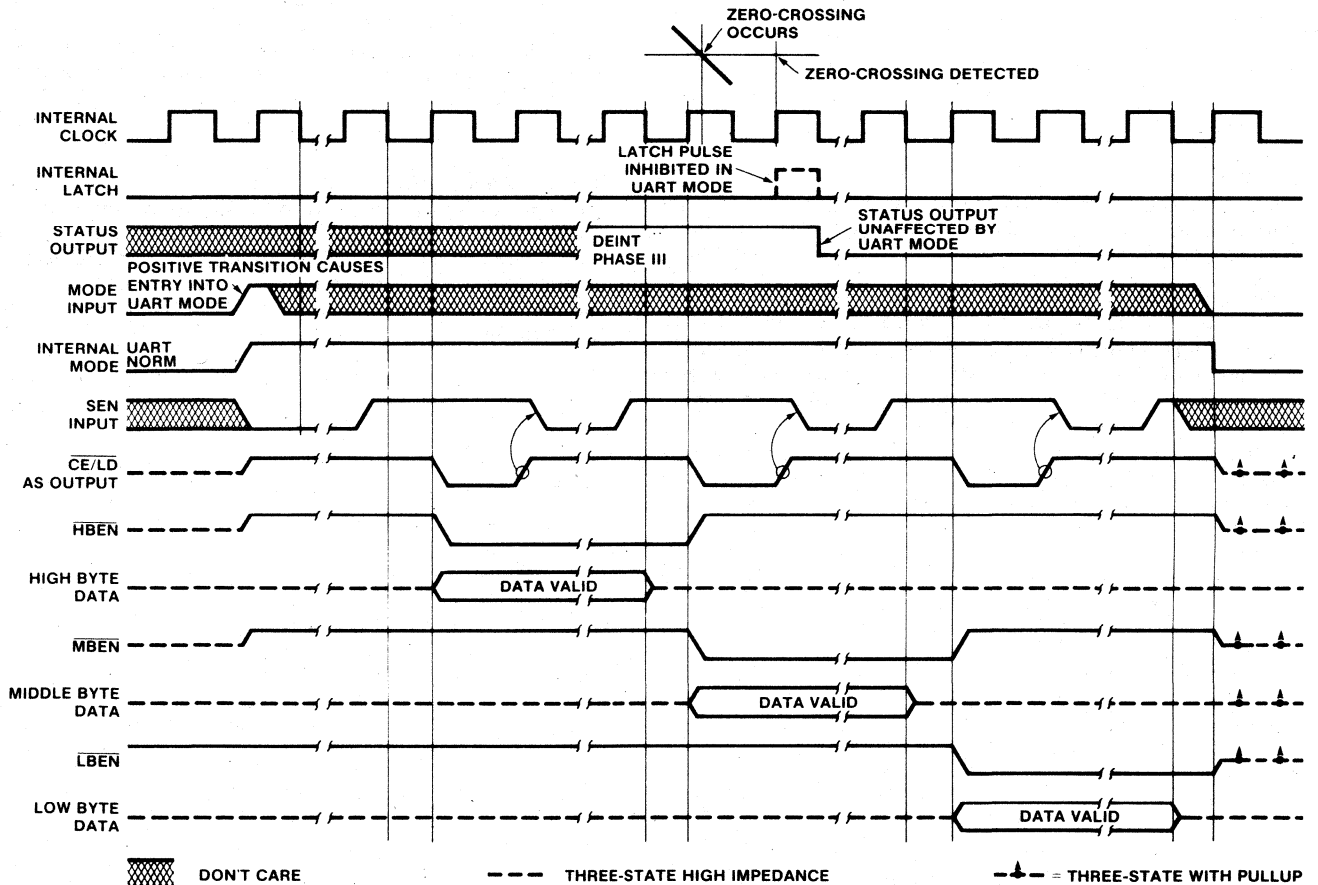 ZERO-CROSSING
OCCURS
ZERO-CROSSING DETECTED
INTERNAL
CLOCK
LATCH PULSE
INHIBITED IN
UART MODE
INTERNAL
LATCH
STATUS OUTPUT
UNAFFECTED BY
UART MODE
STATUS
OUTPUT
DEINT
PHASE III
POSITIVE TRANSITION CAUSES
ENTRY INTO
UART MODE
MODE
INPUT
INTERNAL
MODE
UART
NORM
SEN
INPUT
CE/LD
AS OUTPUT
HBEN
HIGH BYTE
DATA
DATA VALID
MBEN
MIDDLE BYTE
DATA
DATA VALID
LBEN
LOW BYTE
DATA
DATA VALID
DON'T CARE
THREE-STATE HIGH IMPEDANCE
= THREE-STATE WITH PULLUP